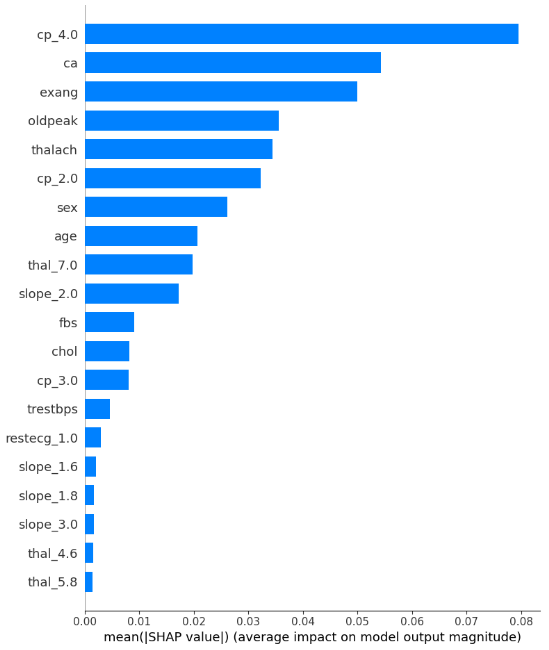 cp_4.0
ca
exang
oldpeak
thalach
cp_2.0
sex
age
thal_7.0
slope_2.0
fbs
chol
cp_3.0
trestbps
restecg_1.0
slope_1.6
slope_1.8
slope_3.0
thal_4.6
thal_5.8
0.00 0.01 0.02 0.03 0.04 0.05 0.06 0.07 0.08
mean(|SHAP value|) (average impact on model output magnitude)